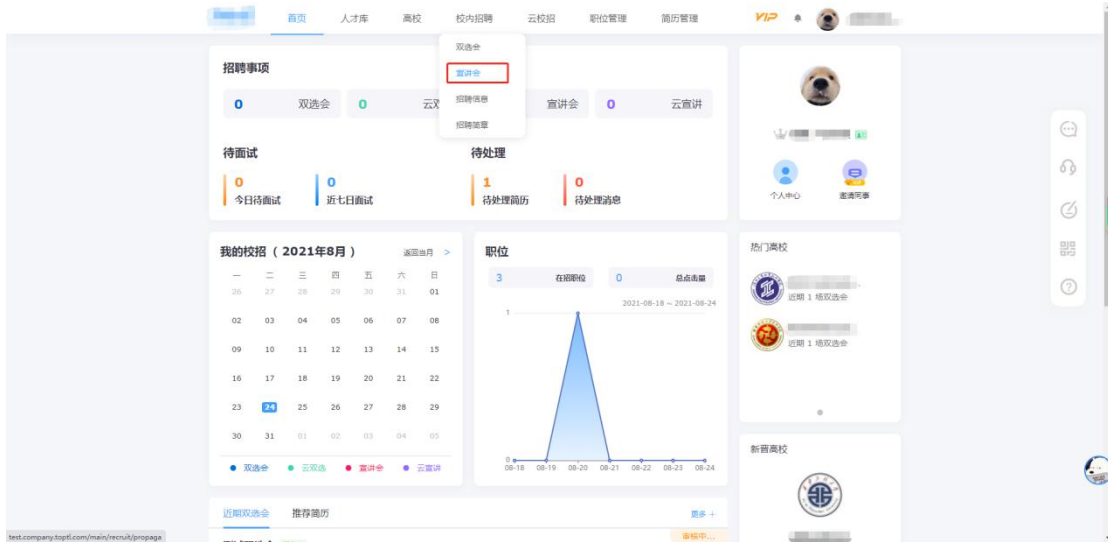 首页 人才库 高校 校内招聘 云校招 职位管理 简历管理 VIP
双选会
宣讲会
招聘信息
招聘简章
招聘事项
0 双选会 0 云双 宣讲会 0 云宣讲
待面试 待处理
0 0 1 0
今日待面试 近七日面试 待处理简历 待处理消息
个人中心 邀请同事
我的校招 ( 2021年8月 ) 返回当月 >
一 二 三 四 五 六 日
26 27 28 29 30 31 01
02 03 04 05 06 07 08
09 10 11 12 13 14 15
16 17 18 19 20 21 22
23 24 25 26 27 28 29
30 31 01 02 03 04 05
双选会 云双选 宣讲会 云宣讲
职位
3 在招职位 0 总点击量
2021-08-18 ~ 2021-08-24
1
0
08-18 08-19 08-20 08-21 08-22 08-23 08-24
热门高校
近期 1 场双选会
近期 1 场双选会
新晋高校
近期双选会 推荐简历 更多 +
审核中...
test.company.toptl.com/main/recruit/propaga